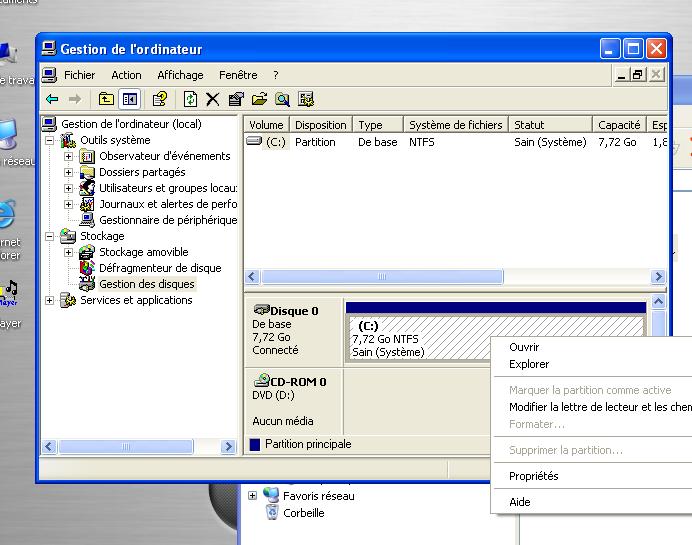 Gestion de l'ordinateur
Fichier Action Affichage Fenêtre ?
Gestion de l'ordinateur (local)
Outils système
Observateur d'événements
Dossiers partagés
Utilisateurs et groupes locau
Journaux et alertes de perfo
Gestionnaire de périphérique
Stockage
Stockage amovible
Défragmenteur de disque
Gestion des disques
Services et applications
Volume Disposition Type Système de fichiers Statut Capacité Esp
(C:) Partition De base NTFS Sain (Système) 7,72 Go 1,8
Disque 0
De base
7,72 Go
Connecté
(C:)
7,72 Go NTFS
Sain (Système)
CD-ROM 0
DVD (D:)
Aucun média
Partition principale
Ouvrir
Explorer
Marquer la partition comme active
Modifier la lettre de lecteur et les chem
Formater...
Supprimer la partition...
Propriétés
Aide
Favoris réseau
Corbeille
e trava
réseau
rnet
orer
ayer